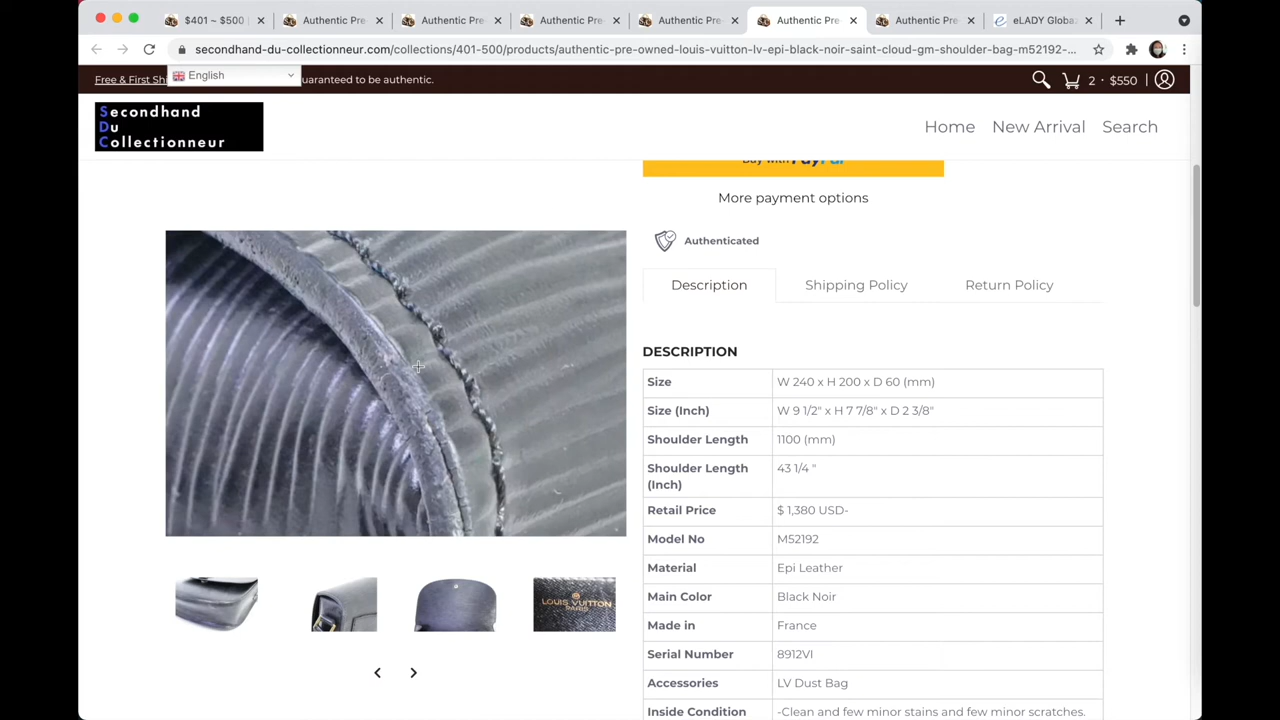 $401 ~ $500
Authentic Pre-
Authentic Pre-
Authentic Pre-
Authentic Pre-
Authentic Pre-
Authentic Pre-
eLADY Globa
secondhand-du-collectionneur.com/collections/401-500/products/authentic-pre-owned-louis-vuitton-lv-epi-black-noir-saint-cloud-gm-shoulder-bag-m52192-...
Free & First Shi
English
uaranteed to be authentic.
2 · $550
Secondhand
Du
Collectionneur
Home
New Arrival
Search
Pay with PayPal
More payment options
Authenticated
Description
Shipping Policy
Return Policy
DESCRIPTION
Size W 240 x H 200 x D 60 (mm)
Size (Inch) W 9 1/2" x H 7 7/8" x D 2 3/8"
Shoulder Length 1100 (mm)
Shoulder Length
(Inch) 43 1/4 "
Retail Price $ 1,380 USD-
Model No M52192
Material Epi Leather
Main Color Black Noir
Made in France
Serial Number 8912VI
Accessories LV Dust Bag
Inside Condition -Clean and few minor stains and few minor scratches.
LOUIS VUITTON
PARIS